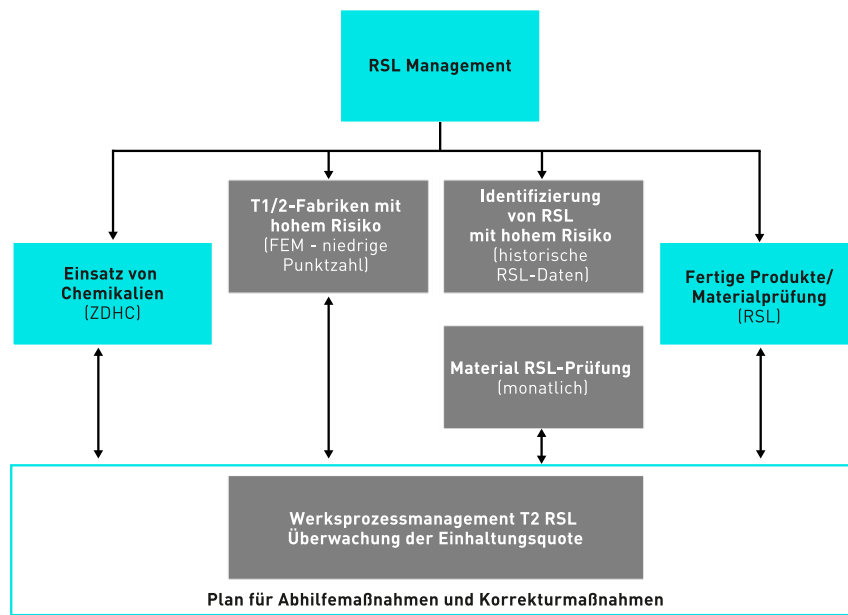 RSL Management
T1/2-Fabriken mit
hohem Risiko
(FEM - niedrige
Punktzahl)
Identifizierung
von RSL
mit hohem Risiko
(historische
RSL-Daten)
Einsatz von
Chemikalien
(ZDHC)
Fertige Produkte/
Materialprüfung
(RSL)
Material RSL-Prüfung
(monatlich)
Werksprozessmanagement T2 RSL
Überwachung der Einhaltungsquote
Plan für Abhilfemaßnahmen und Korrekturmaßnahmen